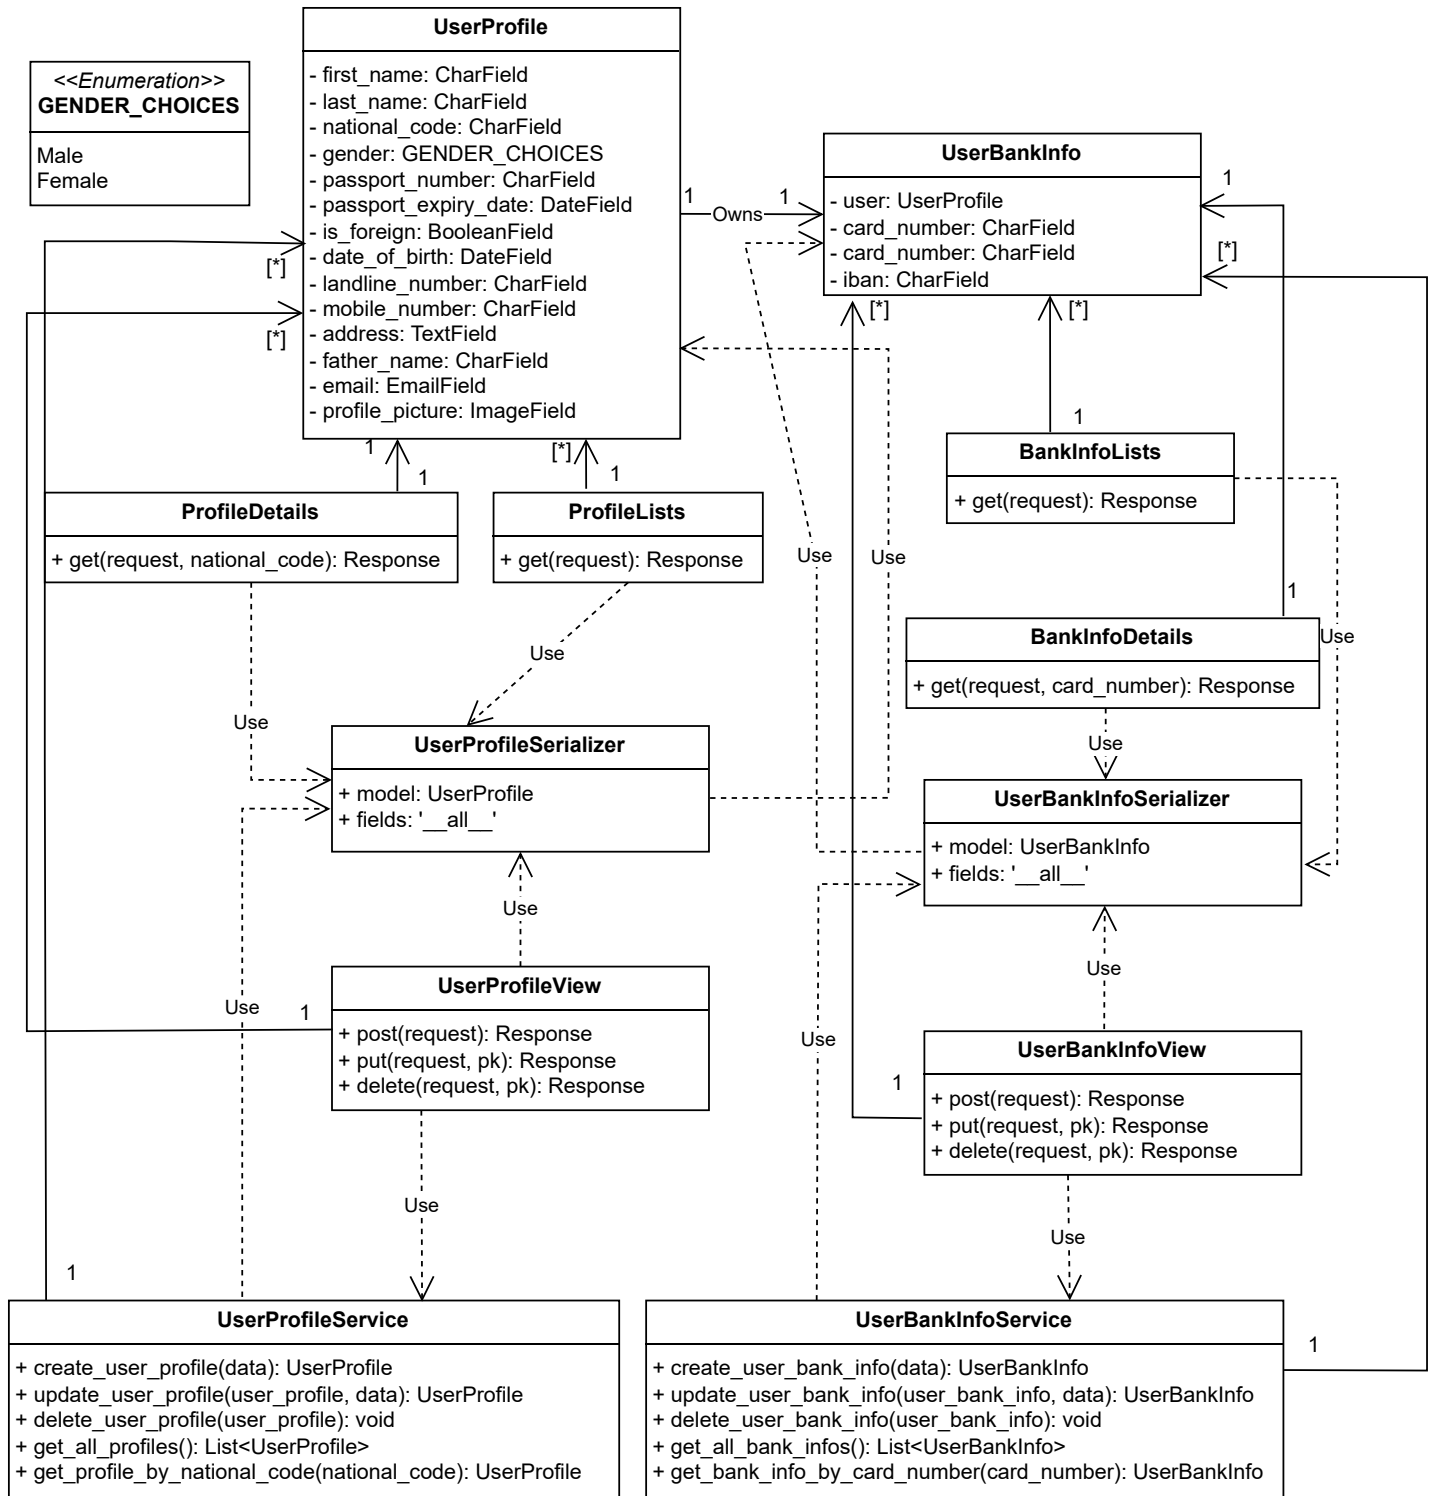 UserProfile
- first_name: CharField
- last_name: CharField
- national_code: CharField
- gender: GENDER_CHOICES
- passport_number: CharField
- passport_expiry_date: DateField
- is_foreign: BooleanField
- date_of_birth: DateField
- landline_number: CharField
- mobile_number: CharField
- address: TextField
- father_name: CharField
- email: EmailField
- profile_picture: ImageField
<<Enumeration>>
GENDER_CHOICES
Male
Female
[*]
[*]
1
Owns
1
UserBankInfo
- user: UserProfile
- card_number: CharField
- card_number: CharField
- iban: CharField
1
[*]
[*]
[*]
1
1
1
[*]
1
ProfileDetails
+ get(request, national_code): Response
ProfileLists
+ get(request): Response
BankInfoLists
+ get(request): Response
Use
Use
1
BankInfoDetails
+ get(request, card_number): Response
Use
Use
Use
Use
UserProfileSerializer
+ model: UserProfile
+ fields: '__all__'
UserBankInfoSerializer
+ model: UserBankInfo
+ fields: '__all__'
Use
Use
Use
1
UserProfileView
+ post(request): Response
+ put(request, pk): Response
+ delete(request, pk): Response
Use
1
UserBankInfoView
+ post(request): Response
+ put(request, pk): Response
+ delete(request, pk): Response
Use
Use
1
UserProfileService
+ create_user_profile(data): UserProfile
+ update_user_profile(user_profile, data): UserProfile
+ delete_user_profile(user_profile): void
+ get_all_profiles(): List<UserProfile>
+ get_profile_by_national_code(national_code): UserProfile
UserBankInfoService
+ create_user_bank_info(data): UserBankInfo
+ update_user_bank_info(user_bank_info, data): UserBankInfo
+ delete_user_bank_info(user_bank_info): void
+ get_all_bank_infos(): List<UserBankInfo>
+ get_bank_info_by_card_number(card_number): UserBankInfo
1